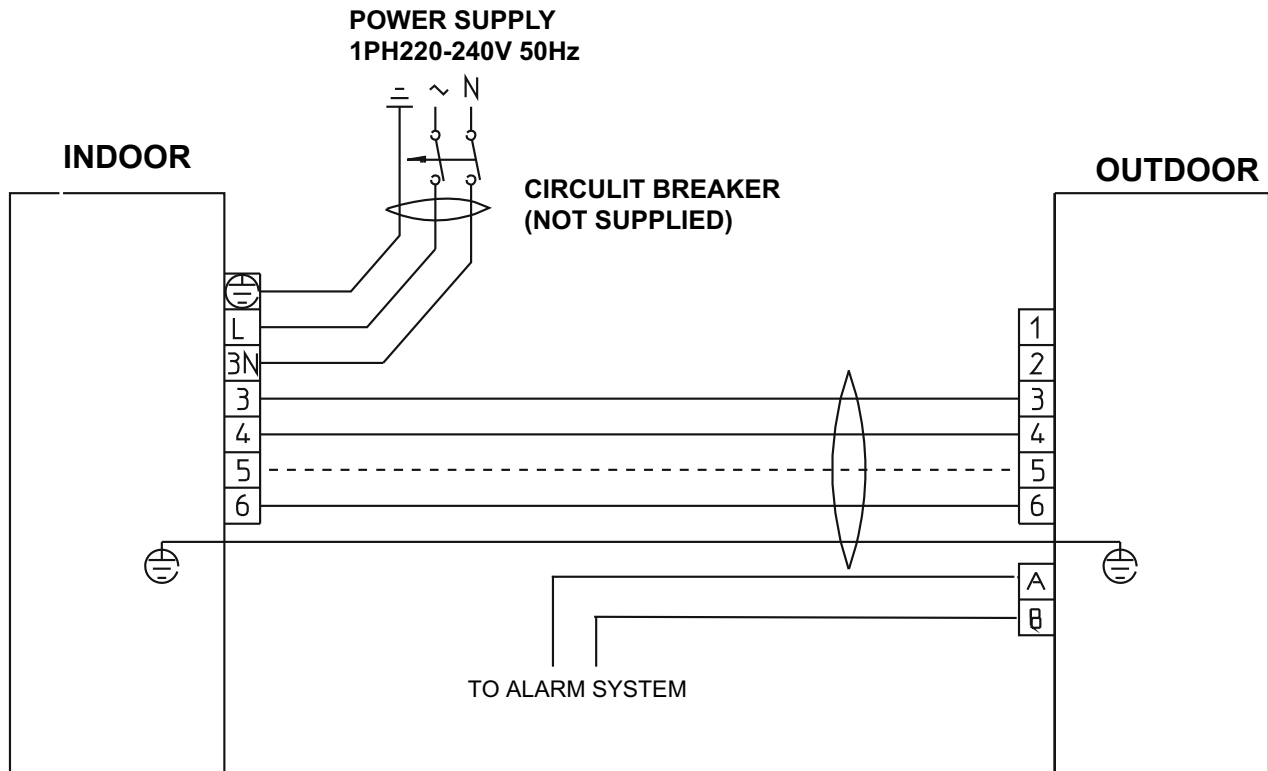 POWER SUPPLY
1PH220-240V 50Hz
~ N
INDOOR
CIRCULIT BREAKER
(NOT SUPPLIED)
OUTDOOR
L
3N
3
4
5
6
1
2
3
4
5
6
A
TO ALARM SYSTEM